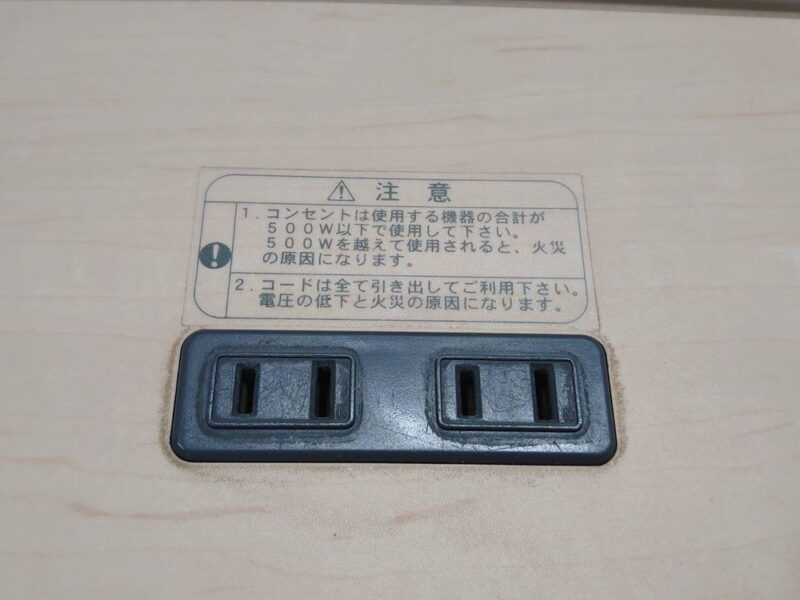 注意
1. コンセントは使用する機器の合計が
500W以下で使用して下さい。
500Wを越えて使用されると、火災
の原因になります。
2. コードは全て引き出してご利用下さい。
電圧の低下と火災の原因になります。